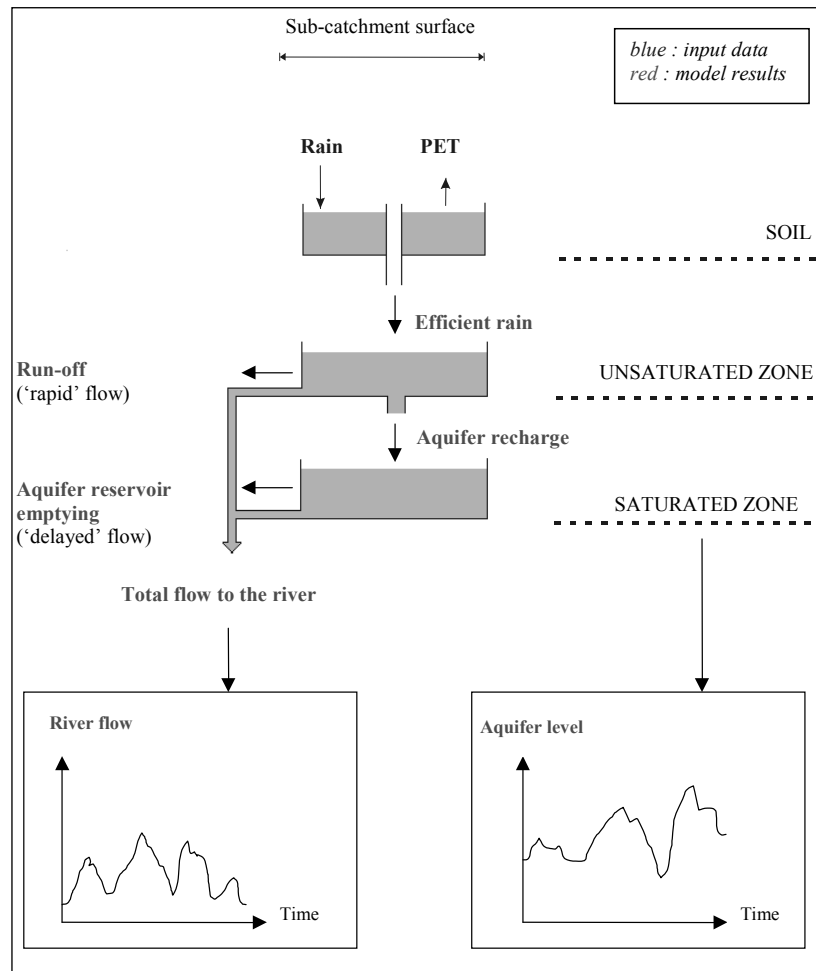 Sub-catchment surface
blue : input data
red : model results
Rain
PET
SOIL
Efficient rain
Run-off
(‘rapid’ flow)
UNSATURATED ZONE
Aquifer recharge
Aquifer reservoir
emptying
(‘delayed’ flow)
SATURATED ZONE
Total flow to the river
River flow
Time
Aquifer level
Time